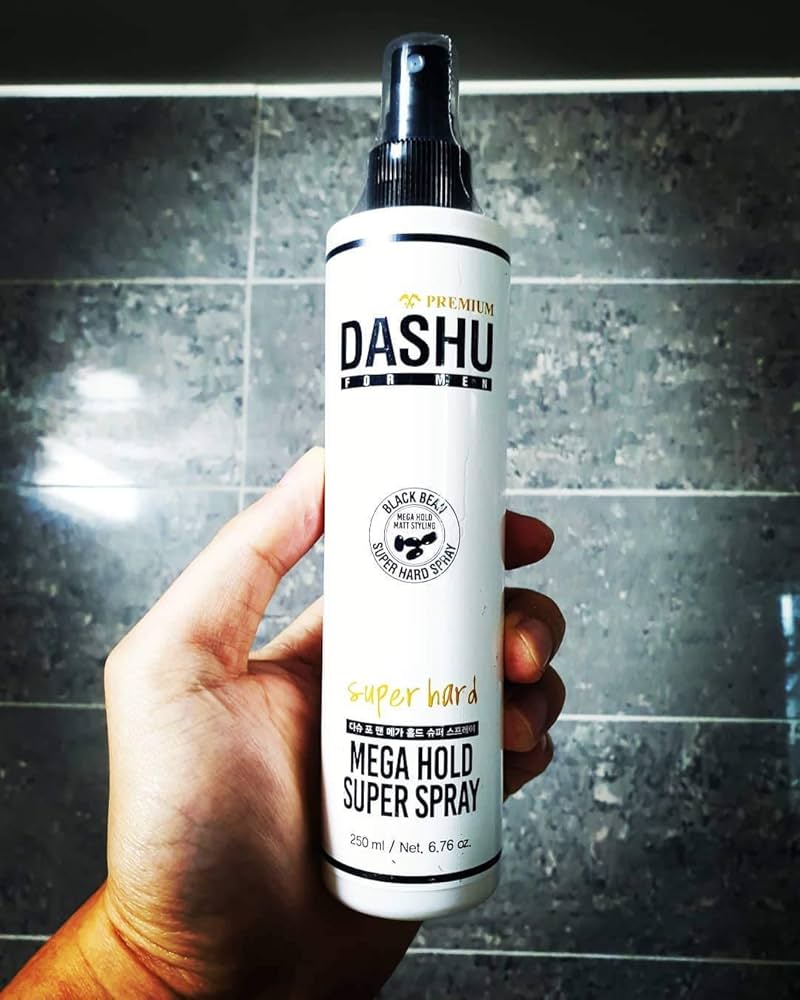 PREMIUM
DASHU
FOR MEN
BLACK BEAN
MEGA HOLD
MATT STYLING
SUPER HARD SPRAY
super hard
다슈 포 맨 메가 홀드 슈퍼 스프레이
MEGA HOLD
SUPER SPRAY
250 ml / Net. 6.76 oz.